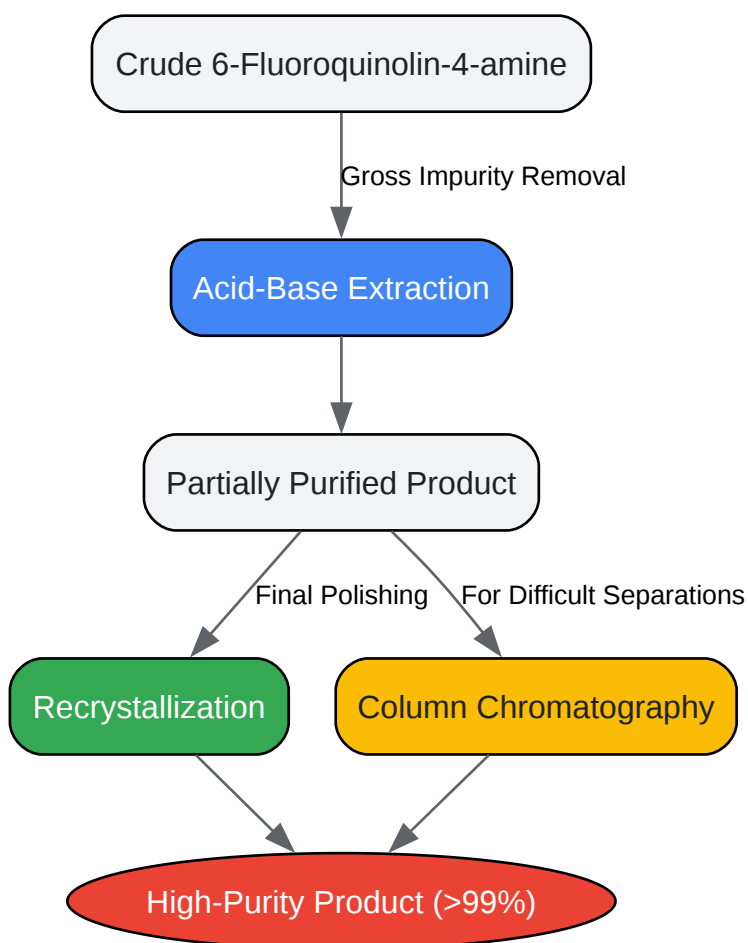 Crude 6-Fluoroquinolin-4-amine
Gross Impurity Removal
Acid-Base Extraction
Partially Purified Product
Final Polishing
For Difficult Separations
Recrystallization
Column Chromatography
High-Purity Product (>99%)